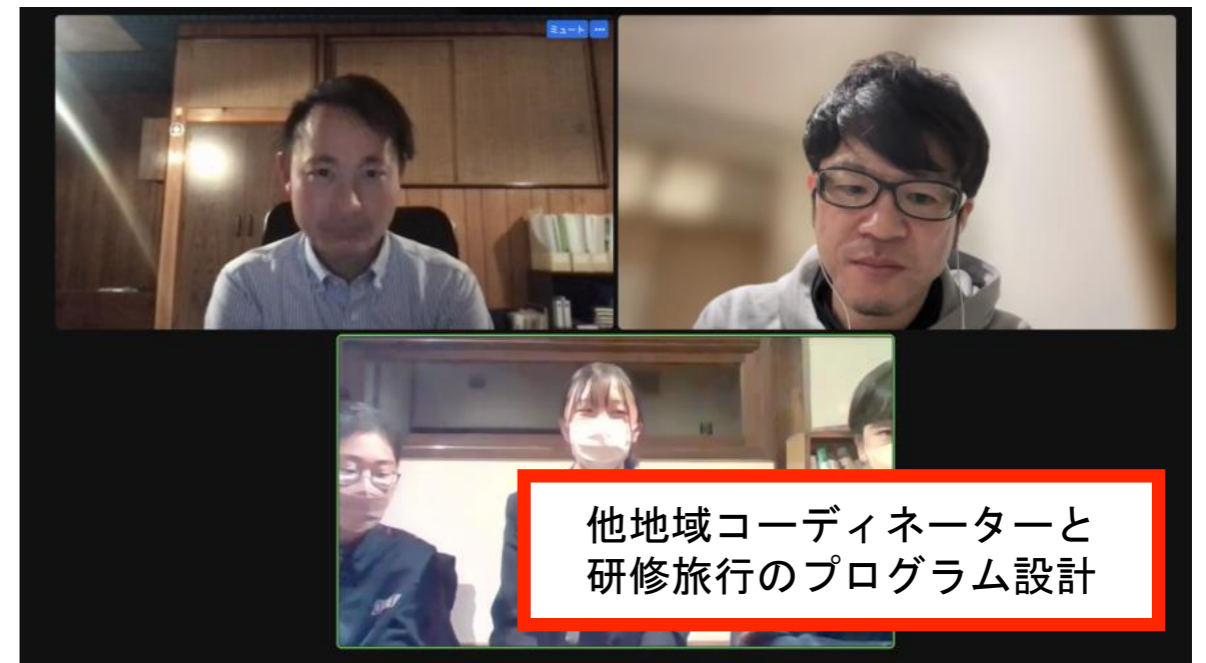 ミュート
他地域コーディネーターと
研修旅行のプログラム設計